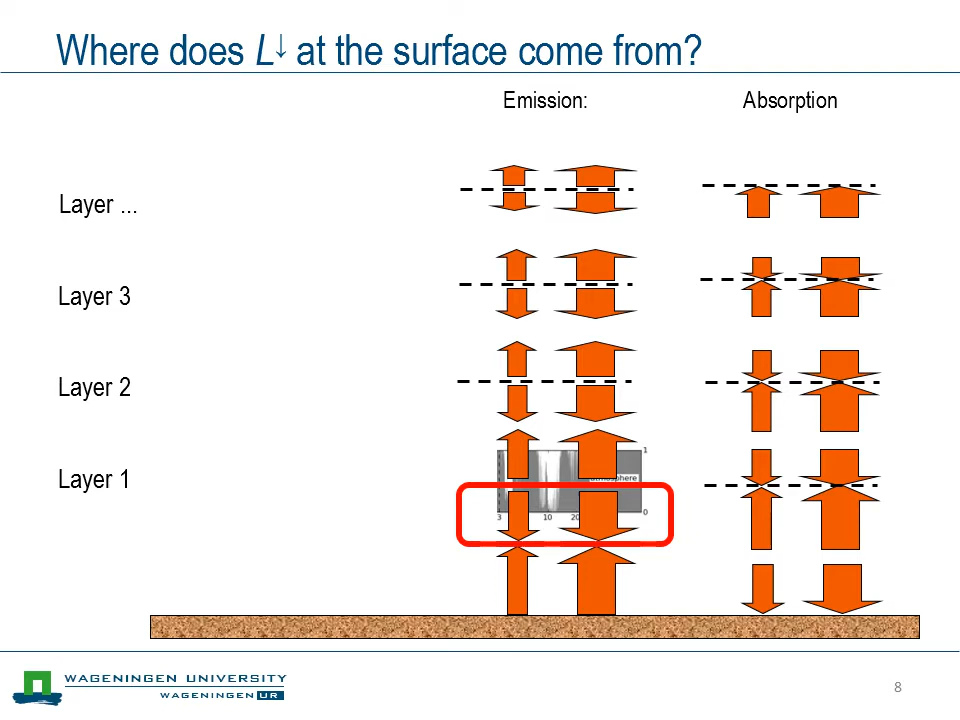 Where does L↓ at the surface come from?
Emission:
Absorption
Layer ...
Layer 3
Layer 2
Layer 1
1
atmosphere
0
3
10
20
WAGENINGEN UNIVERSITY
WAGENINGEN UR
8